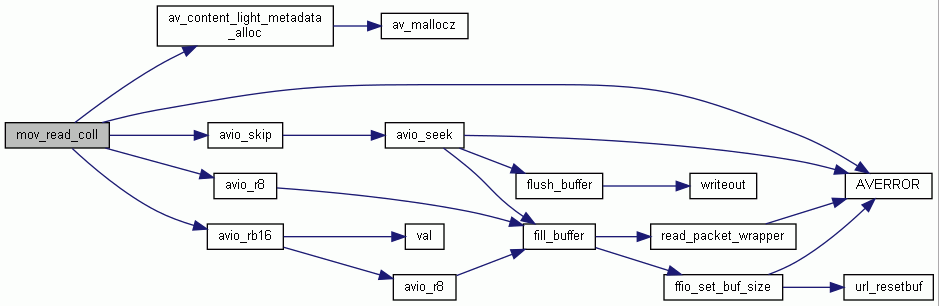 av_content_light_metadata
_alloc
av_mallocz
mov_read_coll
avio_skip
avio_seek
avio_r8
flush_buffer
writeout
AVERROR
avio_rb16
val
fill_buffer
read_packet_wrapper
avio_r8
ffio_set_buf_size
url_resetbuf